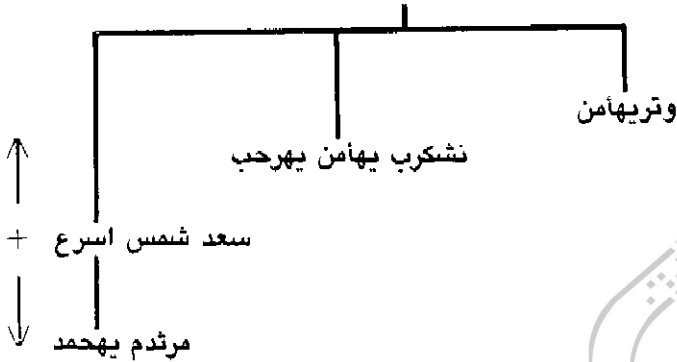 وتريهأمن
نشكرب يهأمن يهرحب
سعد شمس اسرع
+
مرثدم يهحمد